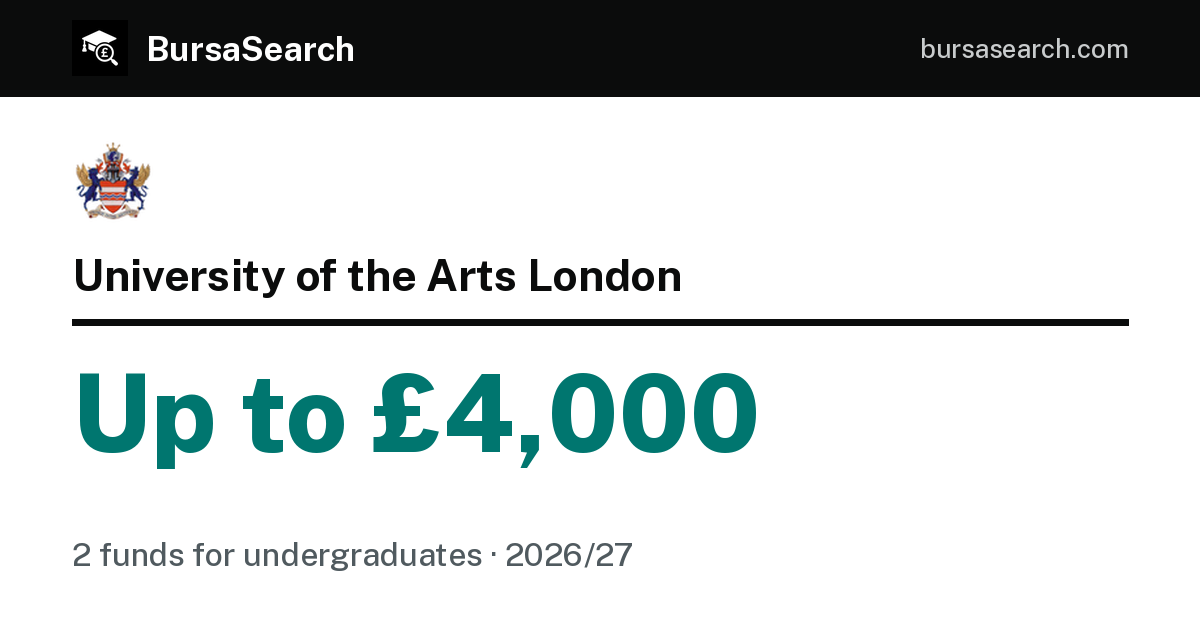 £
BursaSearch
bursasearch.com
University of the Arts London
Up to £4,000
2 funds for undergraduates · 2026/27